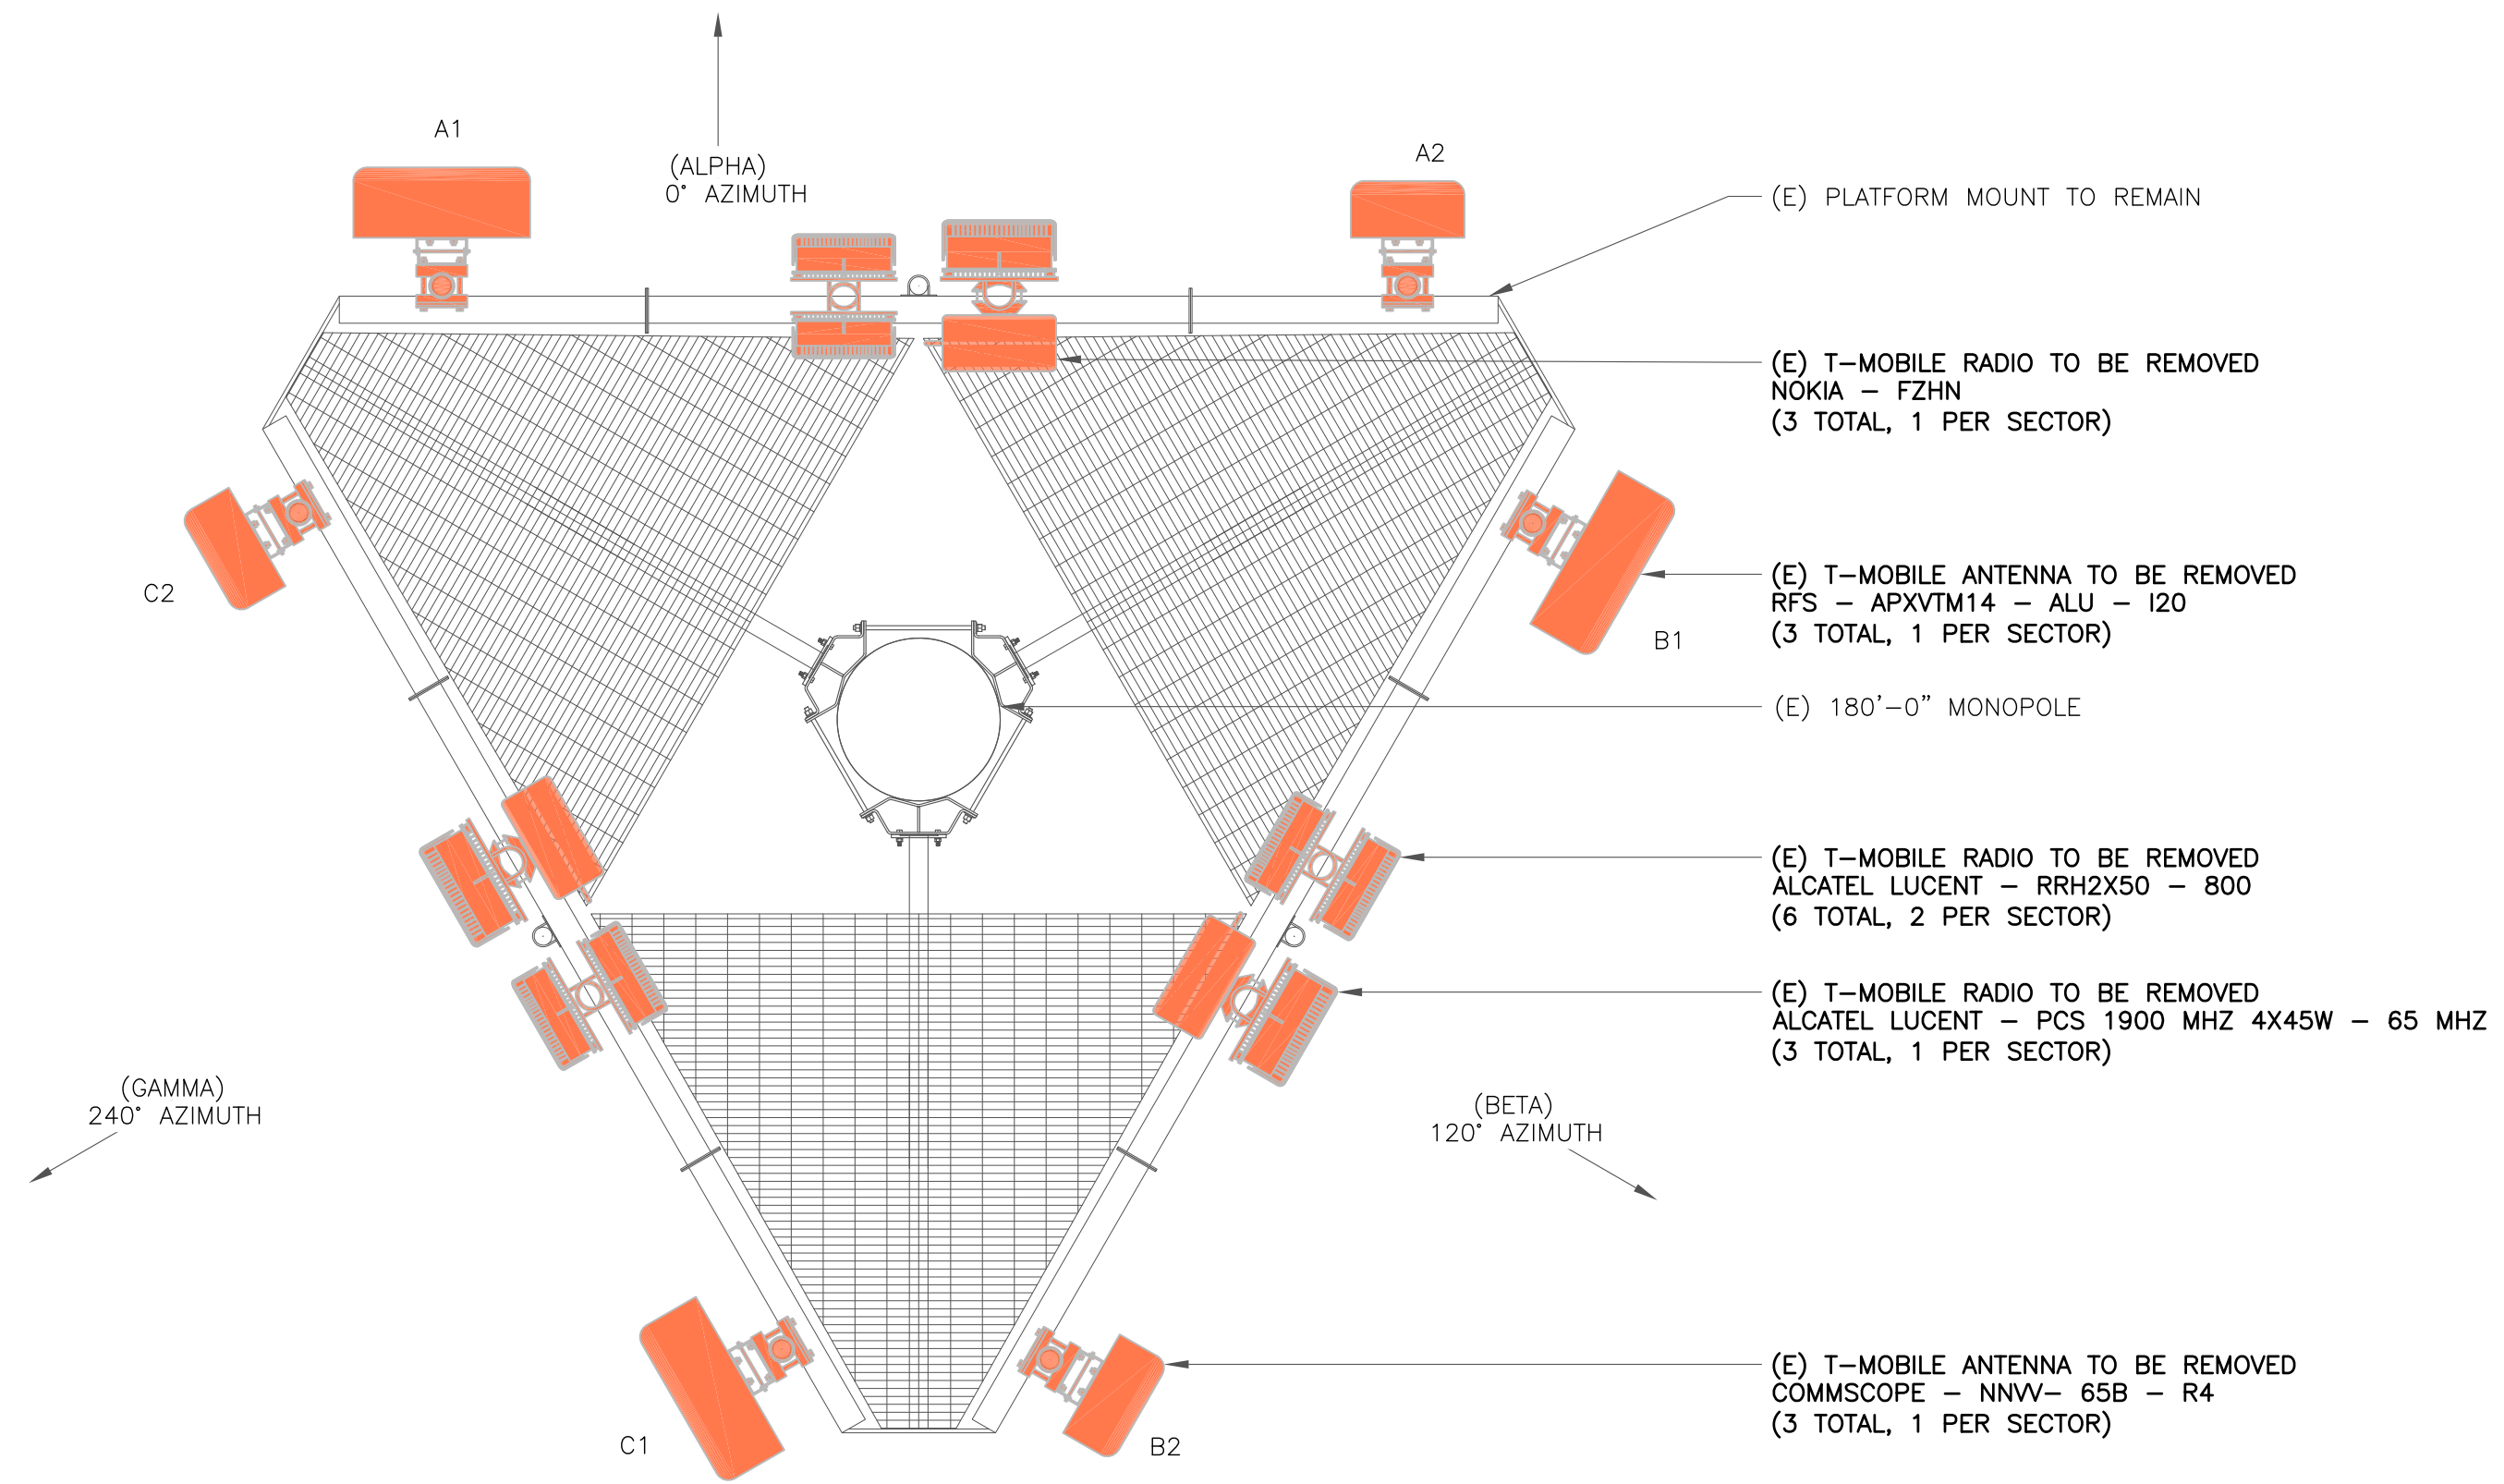 A1
(ALPHA)
0° AZIMUTH
A2
(E) PLATFORM MOUNT TO REMAIN
(E) T-MOBILE RADIO TO BE REMOVED
NOKIA - FZHN
(3 TOTAL, 1 PER SECTOR)
C2
(E) T-MOBILE ANTENNA TO BE REMOVED
RFS - APXVTM14 - ALU - I20
(3 TOTAL, 1 PER SECTOR)
B1
(E) 180'-0" MONOPOLE
(E) T-MOBILE RADIO TO BE REMOVED
ALCATEL LUCENT - RRH2X50 - 800
(6 TOTAL, 2 PER SECTOR)
(E) T-MOBILE RADIO TO BE REMOVED
ALCATEL LUCENT - PCS 1900 MHZ 4X45W - 65 MHZ
(3 TOTAL, 1 PER SECTOR)
(GAMMA)
240° AZIMUTH
(BETA)
120° AZIMUTH
(E) T-MOBILE ANTENNA TO BE REMOVED
COMMSCOPE - NNVV- 65B - R4
(3 TOTAL, 1 PER SECTOR)
C1
B2